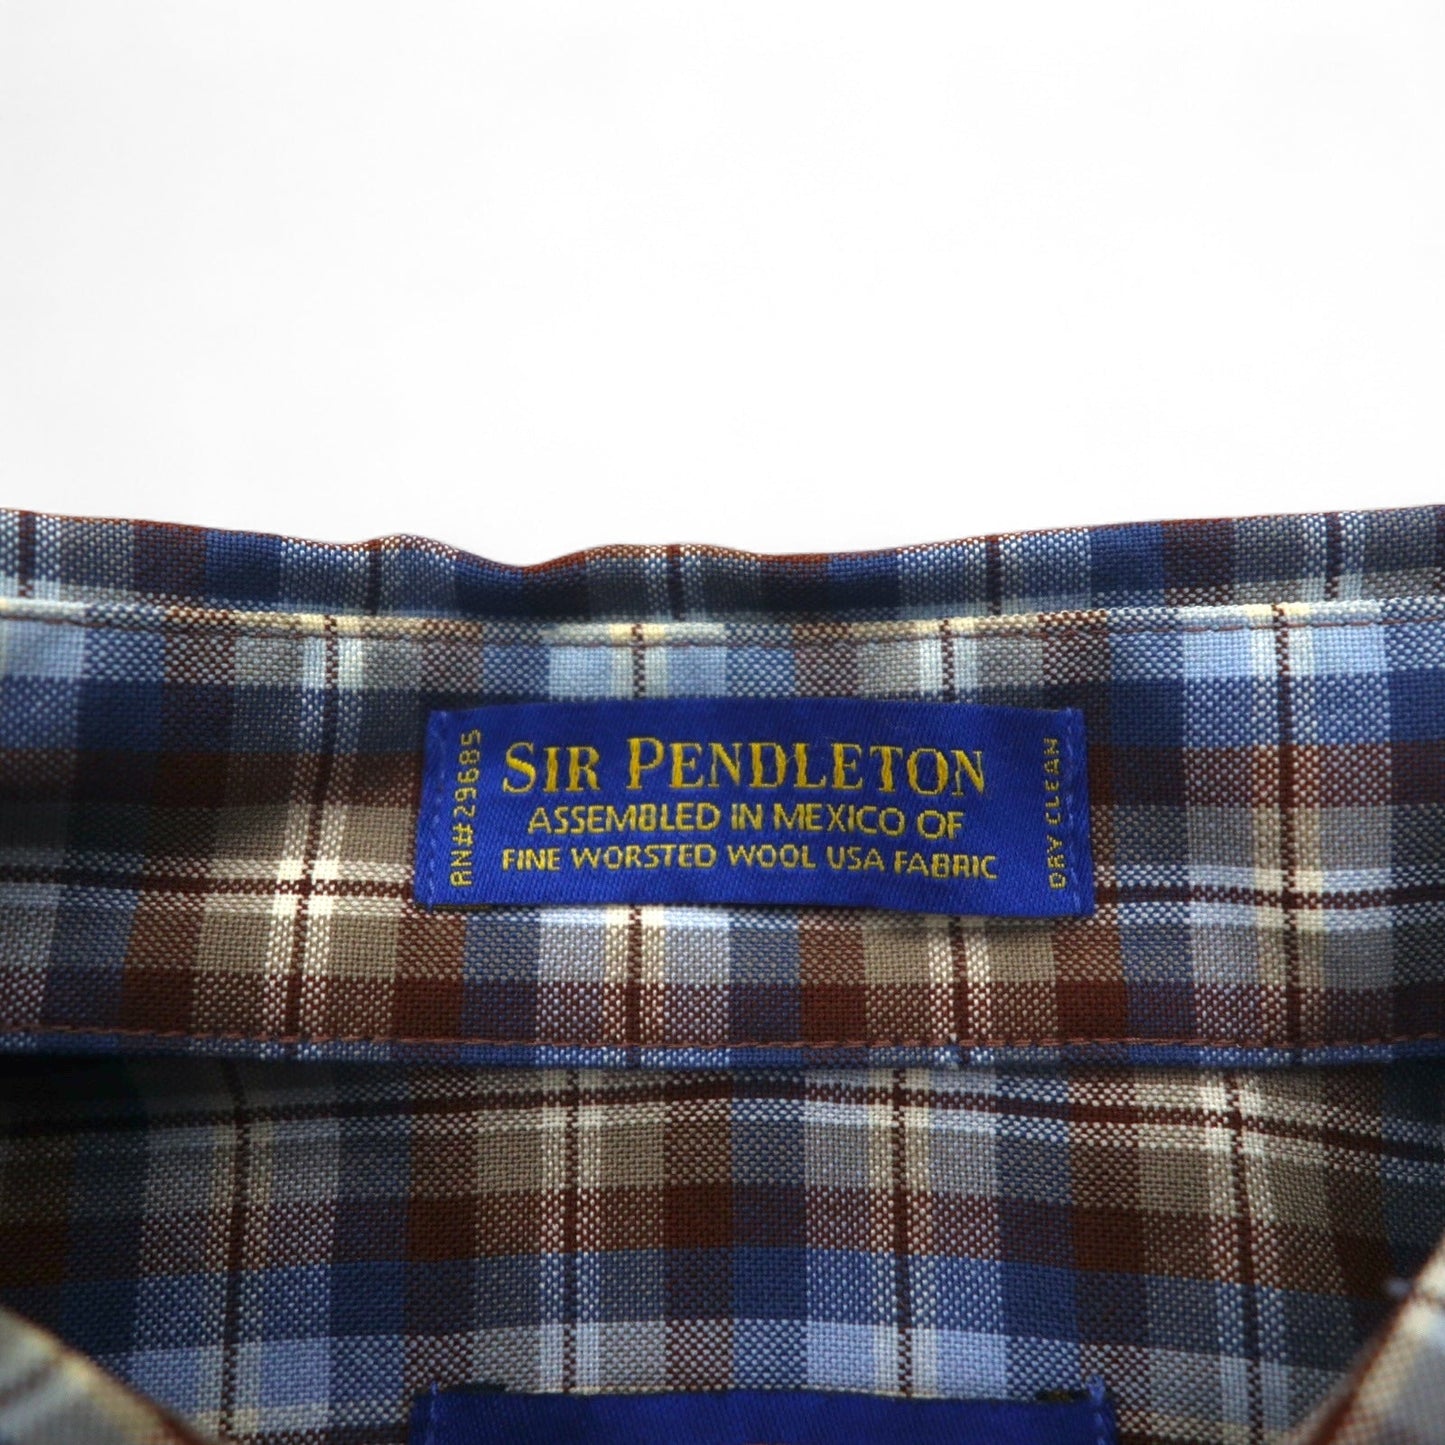 SIR PENDLETON
ASSEMBLED IN MEXICO OF
FINE WORSTED WOOL USA FABRIC
RN#29685
DRY CLEAN